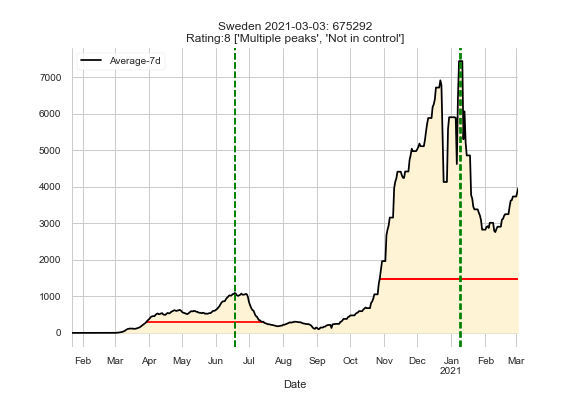 Sweden 2021-03-03: 675292
Rating:8 ['Multiple peaks', 'Not in control']
Average-7d
7000
6000
5000
4000
3000
2000
1000
0
Feb Mar Apr May Jun Jul Aug Sep Oct Nov Dec Jan Feb Mar
2021
Date